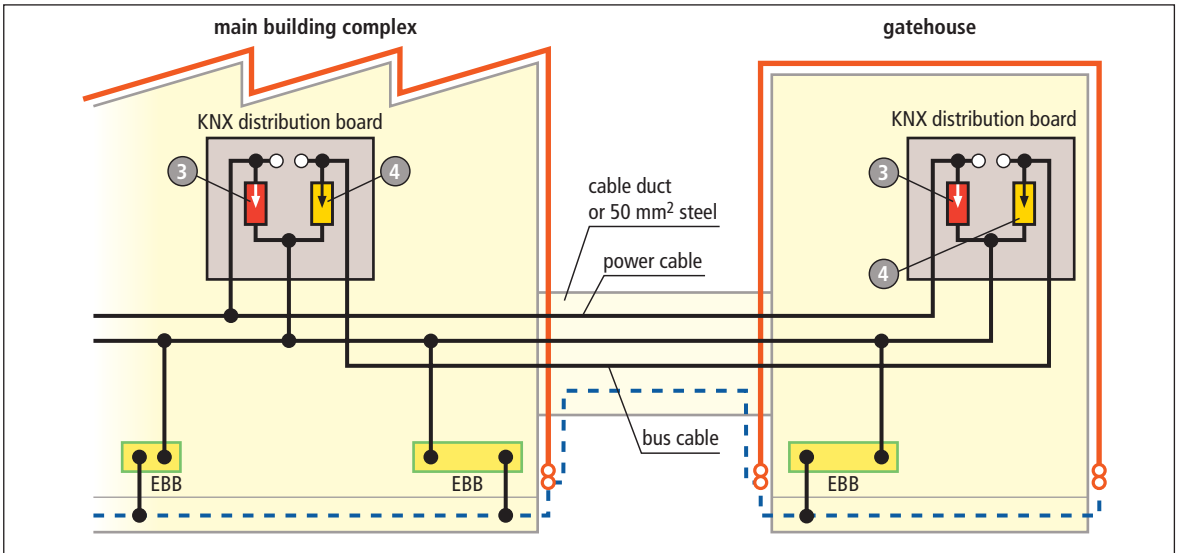 main building complex
gatehouse
KNX distribution board
KNX distribution board
3
4
3
4
cable duct
or 50 mm² steel
power cable
bus cable
EBB
EBB
EBB